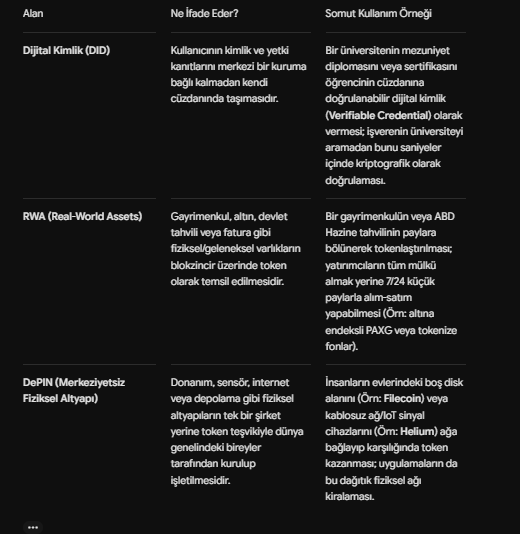 Alan
Ne İfade Eder?
Somut Kullanım Örneği
Dijital Kimlik (DID)
Kullanıcının kimlik ve yetki
kanıtlarını merkezi bir kuruma
bağlı kalmadan kendi
cüzdanında taşımasıdır.
Bir üniversitenin mezuniyet
diplomasını veya sertifikasını
öğrencinin cüzdanına
doğrulanabilir dijital kimlik
(Verifiable Credential) olarak
vermesi; işverenin üniversiteyi
aramadan bunu saniyeler
içinde kriptografik olarak
doğrulaması.
RWA (Real-World Assets)
Gayrimenkul, altın, devlet
tahvili veya fatura gibi
fiziksel/geleneksel varlıkların
blokzincir üzerinde token
olarak temsil edilmesidir.
Bir gayrimenkulün veya ABD
Hazine tahvilinin paylara
bölünerek tokenlaştırılması;
yatırımcıların tüm mülkü
almak yerine 7/24 küçük
paylarla alım-satım
yapabilmesi (Örn: altına
endeksli PAXG veya tokenize
fonlar).
DePIN (Merkeziyetsiz
Fiziksel Altyapı)
Donanım, sensör, internet
veya depolama gibi fiziksel
altyapıların tek bir şirket
yerine token teşvikiyle dünya
genelindeki bireyler
tarafından kurulup
işletilmesidir.
İnsanların evlerindeki boş disk
alanını (Örn: Filecoin) veya
kablosuz ağ/IoT sinyal
cihazlarını (Örn: Helium) ağa
bağlayıp karşılığında token
kazanması; uygulamaların da
bu dağıtık fiziksel ağı
kiralaması.